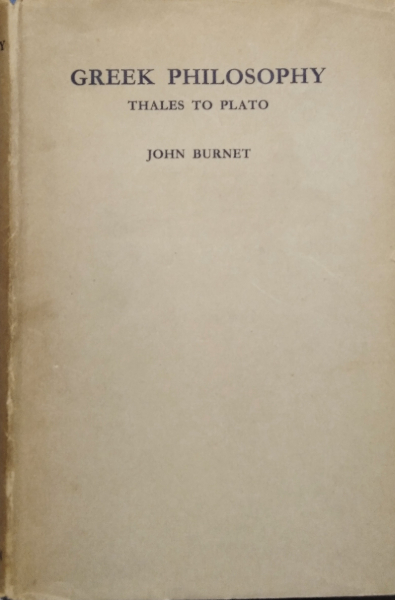 GREEK PHILOSOPHY
THALES TO PLATO
JOHN BURNET